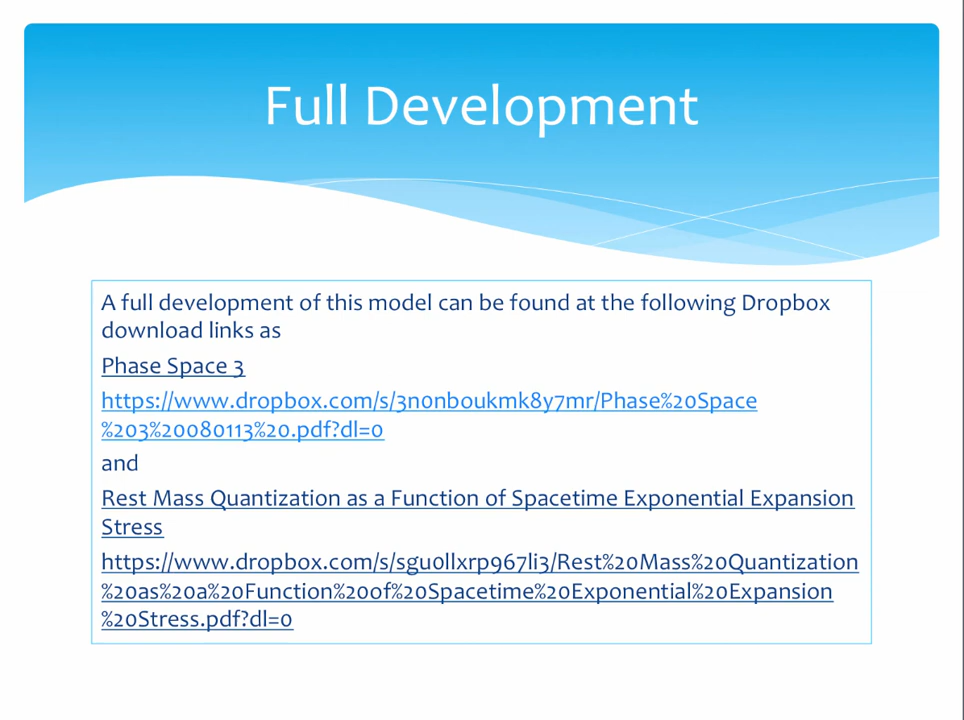 Full Development
A full development of this model can be found at the following Dropbox
download links as
Phase Space 3
https://www.dropbox.com/s/3n0nboukmk8y7mr/Phase%20Space
%203%20080113%20.pdf?dl=0
and
Rest Mass Quantization as a Function of Spacetime Exponential Expansion
Stress
https://www.dropbox.com/s/sgu0llxrp967li3/Rest%20Mass%20Quantization
%20as%20a%20Function%20of%20Spacetime%20Exponential%20Expansion
%20Stress.pdf?dl=0